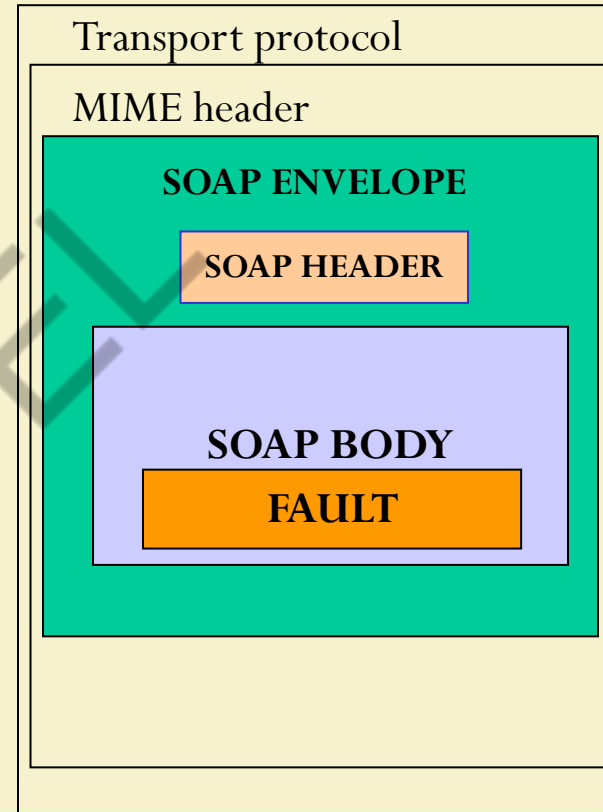 Transport protocol
MIME header
SOAP ENVELOPE
SOAP HEADER
SOAP BODY
FAULT